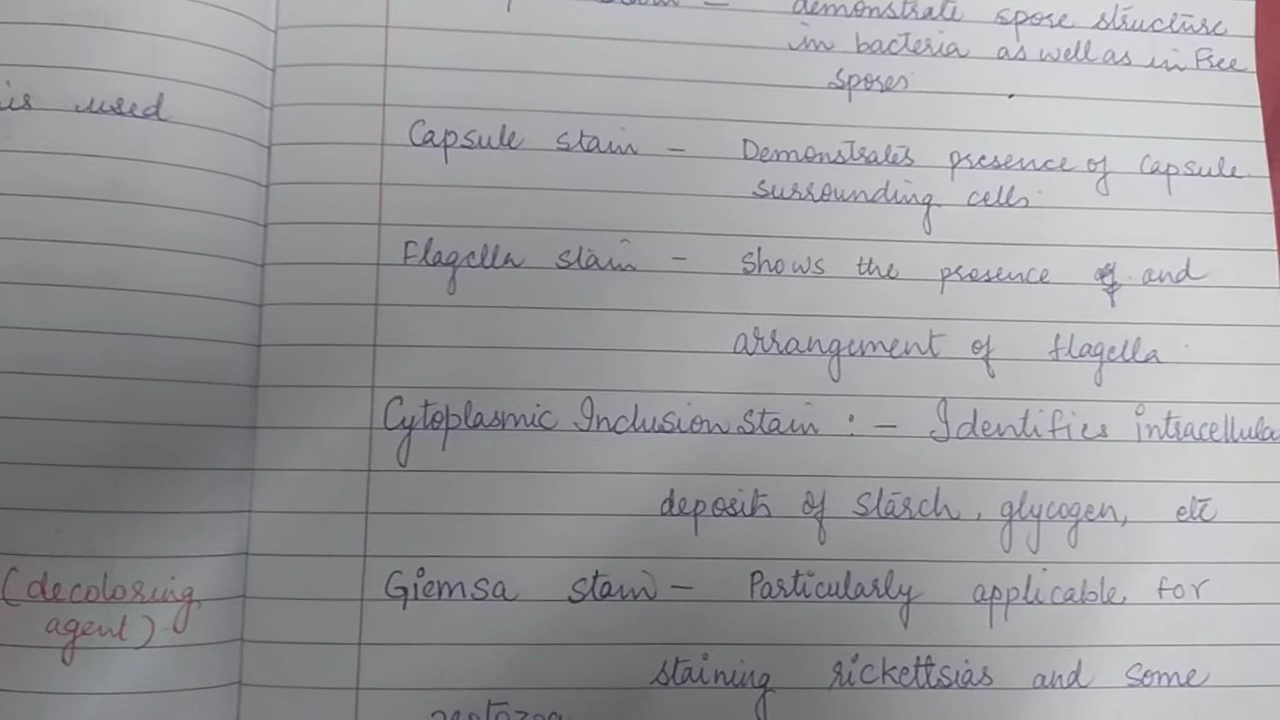 demonstrate spore structure
in bacteria as well as in Free
spores
is used
Capsule stain - Demonstrates presence of capsule
surrounding cells.
Flagella stain - shows the presence of and
arrangement of flagella
Cytoplasmic Inclusion Stain :- Identifies intracellula
deposits of starch, glycogen, etc
(decoloring
agent)
Giemsa stain - Particularly applicable for
staining rickettsias and some